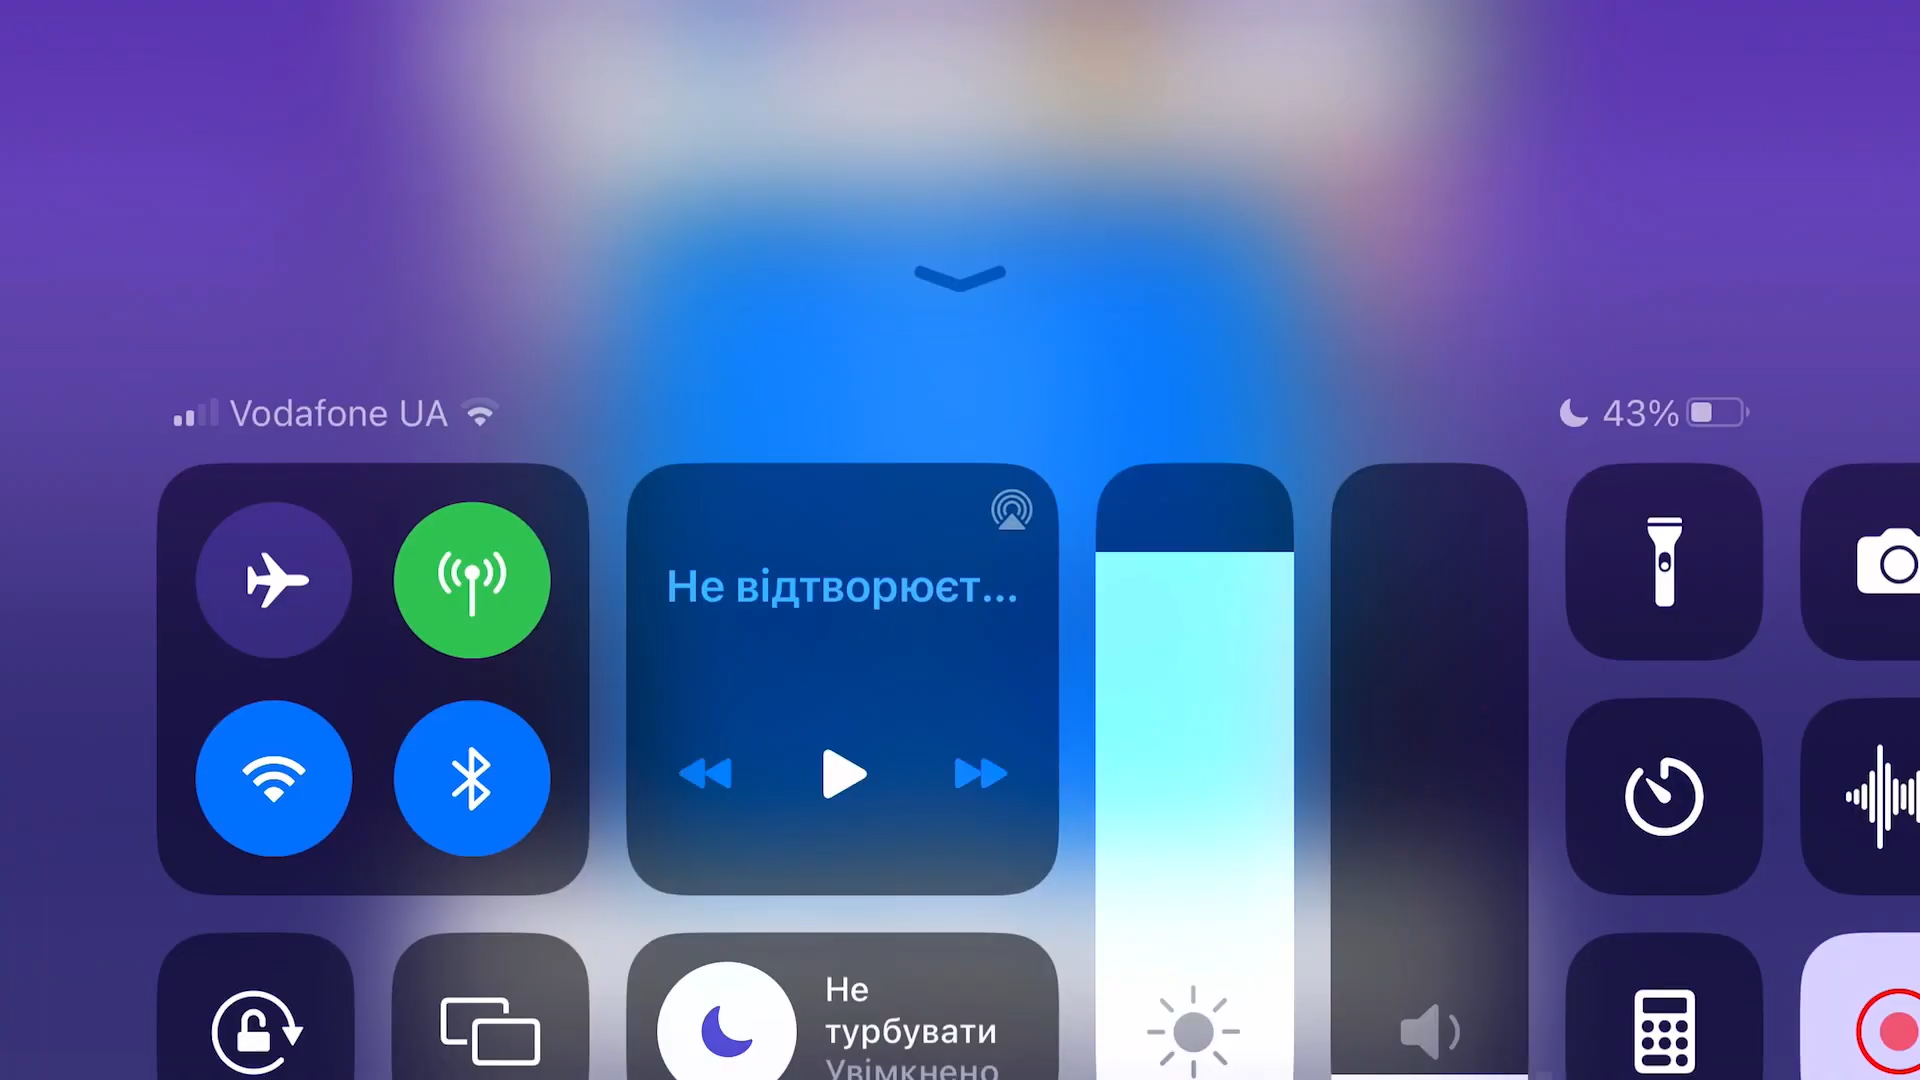 Vodafone UA
43%
Не відтворюєт...
Не
турбувати
Увімкнено